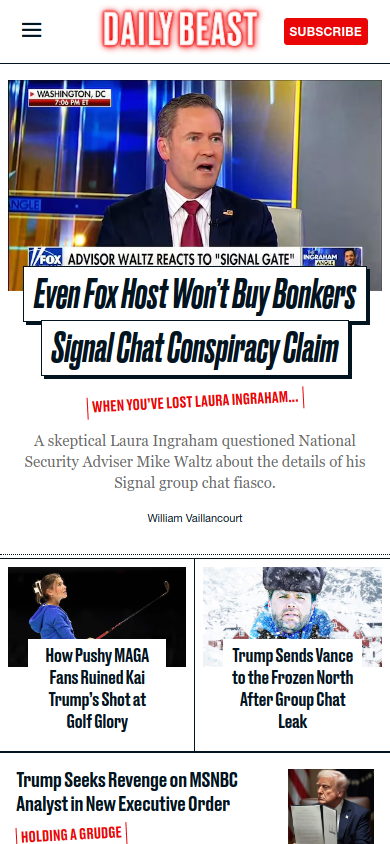 DAILY BEAST
SUBSCRIBE
WASHINGTON, DC
7:06 PM ET
NGLE
FOX
ADVISOR WALTZ REACTS TO "SIGNAL GATE"
INGRAHAM
ANGLE
Even Fox Host Won't Buy Bonkers
Signal Chat Conspiracy Claim
WHEN YOU'VE LOST LAURA INGRAHAM...
A skeptical Laura Ingraham questioned National
Security Adviser Mike Waltz about the details of his
Signal group chat fiasco.
William Vaillancourt
How Pushy MAGA
Fans Ruined Kai
Trump's Shot at
Golf Glory
Trump Sends Vance
to the Frozen North
After Group Chat
Leak
Trump Seeks Revenge on MSNBC
Analyst in New Executive Order
HOLDING A GRUDGE